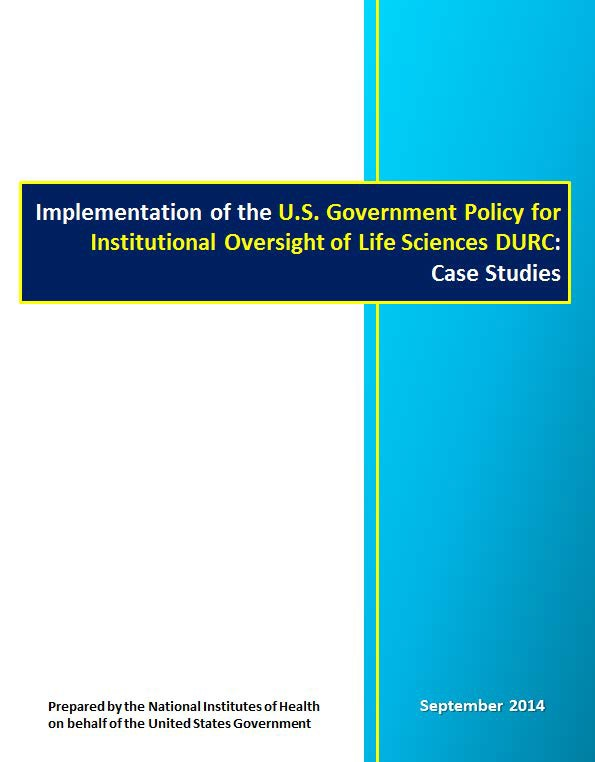 Implementation of the U.S. Government Policy for
Institutional Oversight of Life Sciences DURC:
Case Studies
Prepared by the National Institutes of Health
on behalf of the United States Government
September 2014